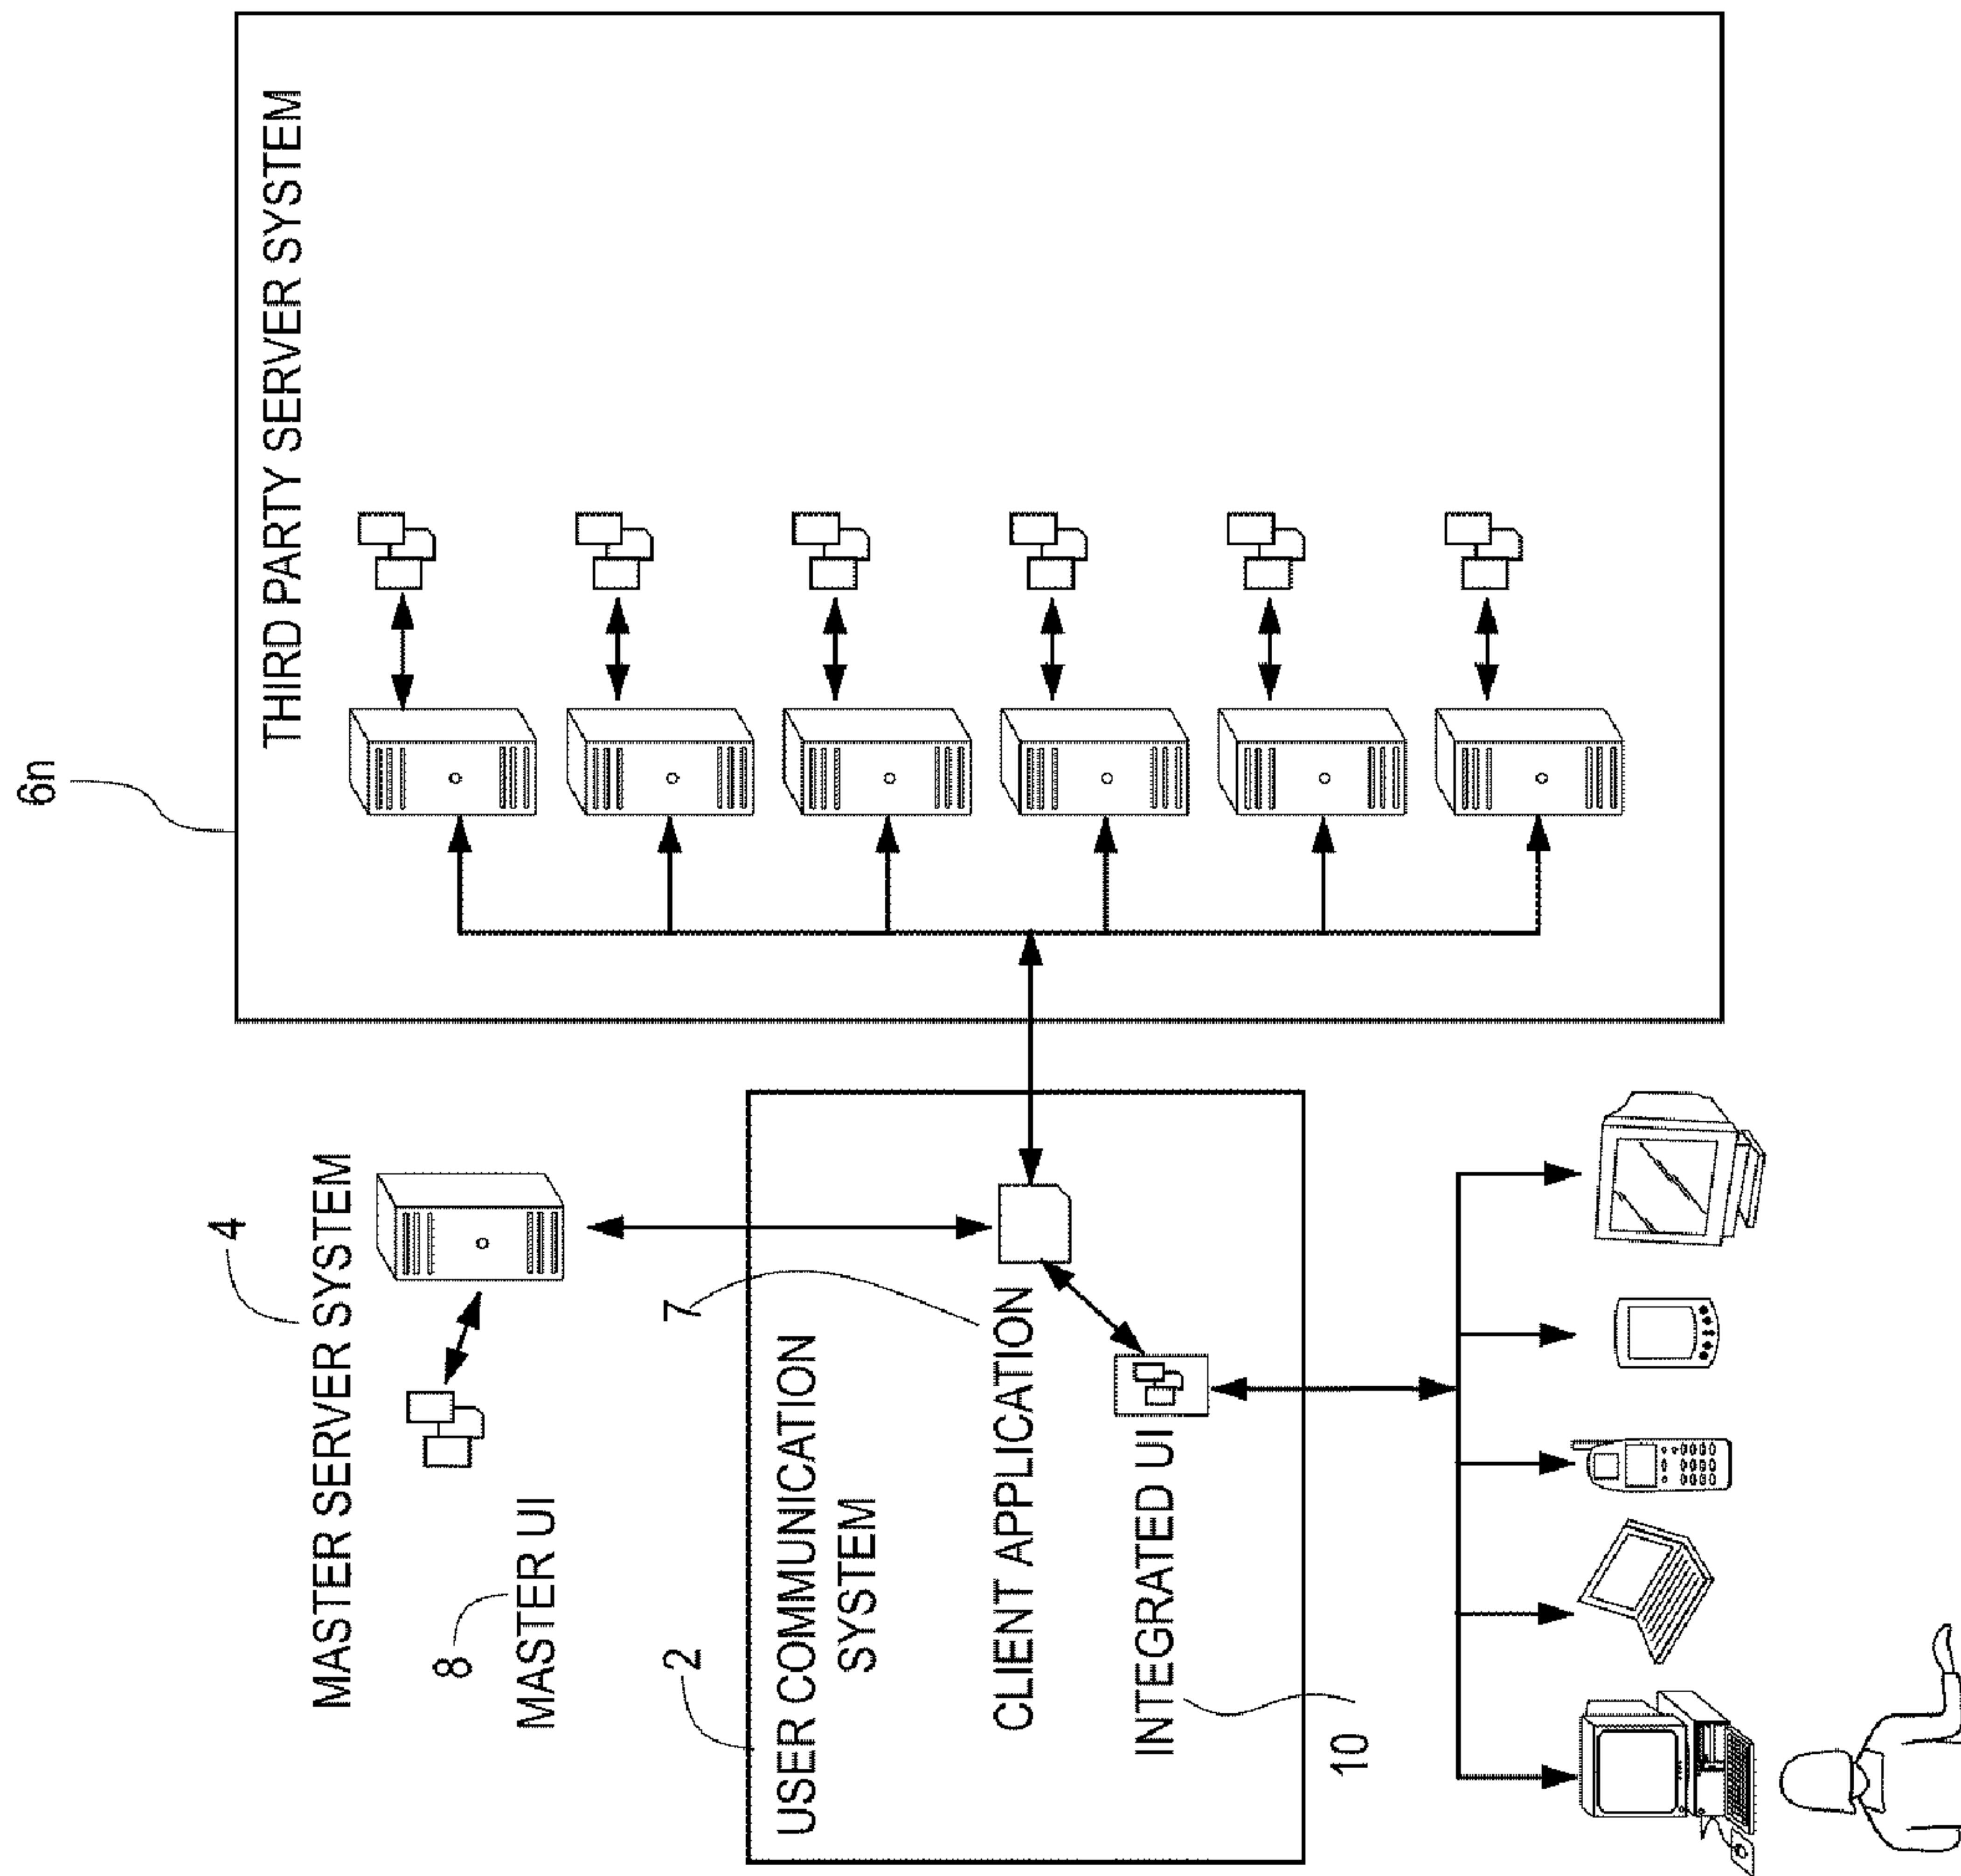 6n
THIRD PARTY SERVER SYSTEM
4
MASTER SERVER SYSTEM
8
MASTER UI
2
USER COMMUNICATION
SYSTEM
7
CLIENT APPLICATION
INTEGRATED UI
10